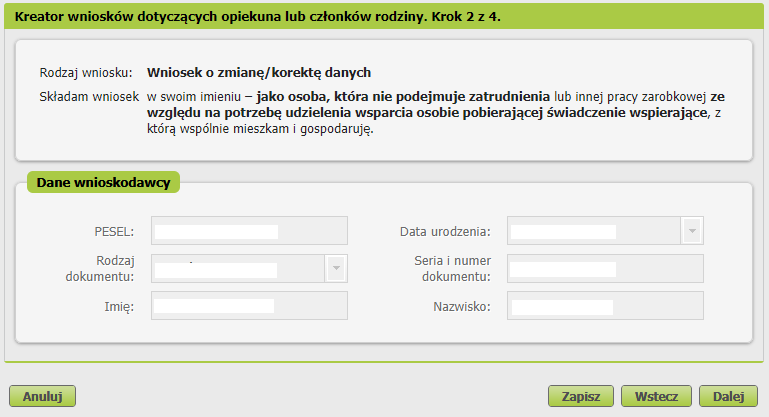 Kreator wniosków dotyczących opiekuna lub członków rodziny. Krok 2 z 4.
Rodzaj wniosku: Wniosek o zmianę/korektę danych
Składam wniosek w swoim imieniu – jako osoba, która nie podejmuje zatrudnienia lub innej pracy zarobkowej ze
względu na potrzebę udzielenia wsparcia osobie pobierającej świadczenie wspierające, z
którą wspólnie mieszkam i gospodaruję.
Dane wnioskodawcy
PESEL: Data urodzenia:
Rodzaj dokumentu: Seria i numer dokumentu:
Imię: Nazwisko:
Anuluj Zapisz Wstecz Dalej